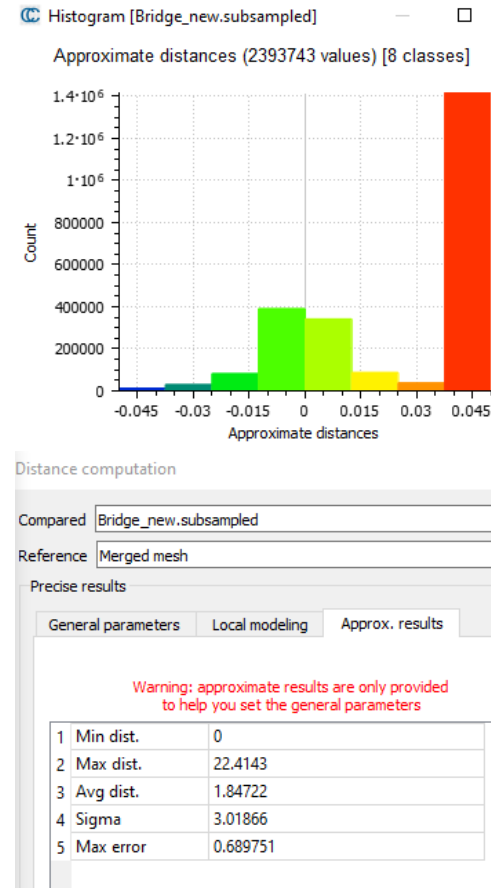 Histogram [Bridge_new.subsampled]
Approximate distances (2393743 values) [8 classes]
1.4·10⁶
1.2·10⁶
1·10⁶
800000
600000
400000
200000
0
Count
-0.045 -0.03 -0.015 0 0.015 0.03 0.045
Approximate distances
Distance computation
Compared Bridge_new.subsampled
Reference Merged mesh
Precise results
General parameters Local modeling Approx. results
Warning: approximate results are only provided
to help you set the general parameters
1 Min dist. 0
2 Max dist. 22.4143
3 Avg dist. 1.84722
4 Sigma 3.01866
5 Max error 0.689751